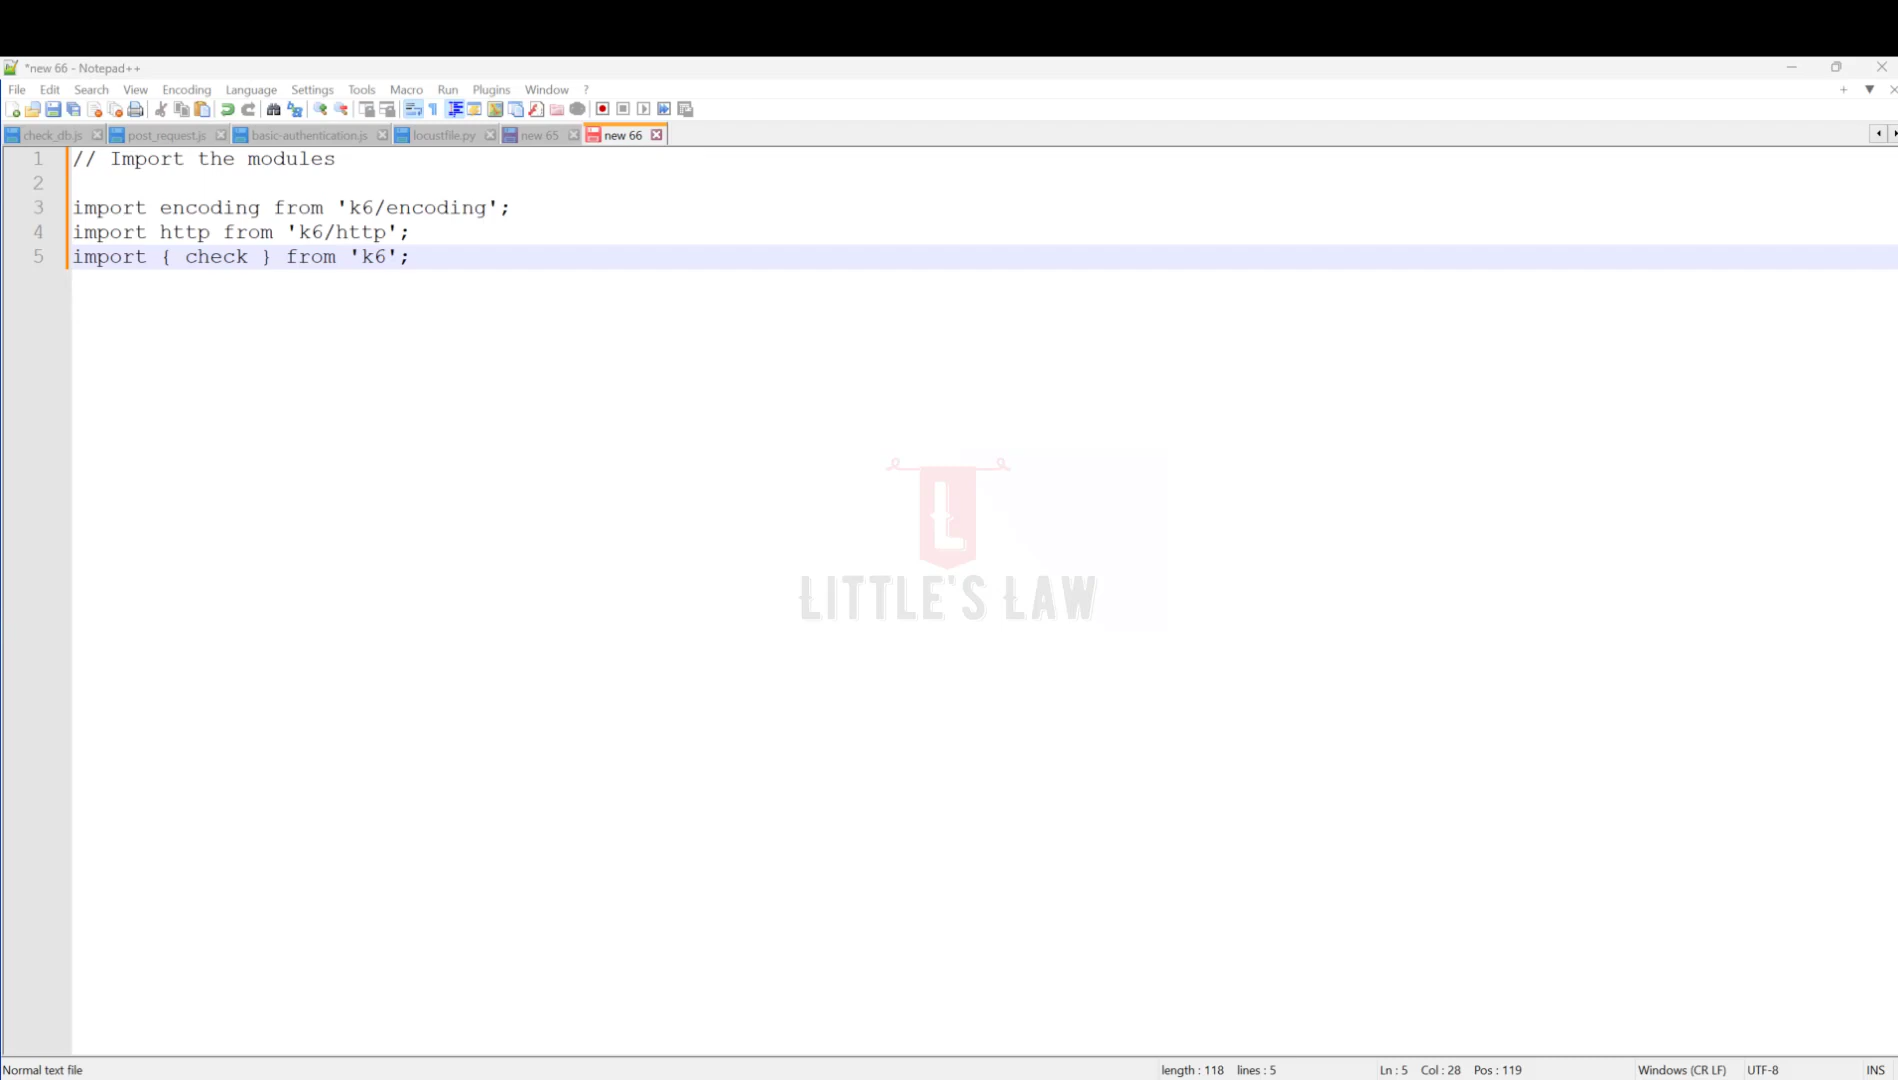 *new 66 - Notepad++
File Edit Search View Encoding Language Settings Tools Macro Run Plugins Window ?
check_db.js post_request.js basic-authentication.js locustfile.py new 65 new 66
1 // Import the modules
2
3 import encoding from 'k6/encoding';
4 import http from 'k6/http';
5 import { check } from 'k6';
L
LITTLE'S LAW
Normal text file length : 118 lines : 5 Ln : 5 Col : 28 Pos : 119 Windows (CR LF) UTF-8 INS